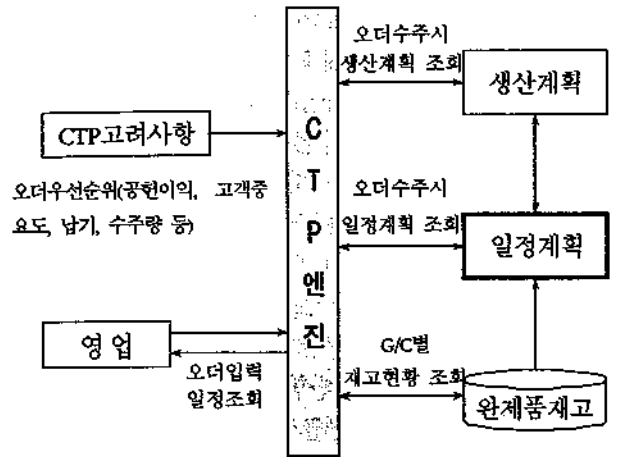 오더수주시
생산계획 조회
생산계획
CTP고려사항
오더우선순위(공헌이익, 고객중
요도, 납기, 수주량 등)
C
T
P
엔
진
오더수주시
일정계획 조회
일정계획
영업
오더입력
일정조회
G/C별
재고현황 조회
완제품재고